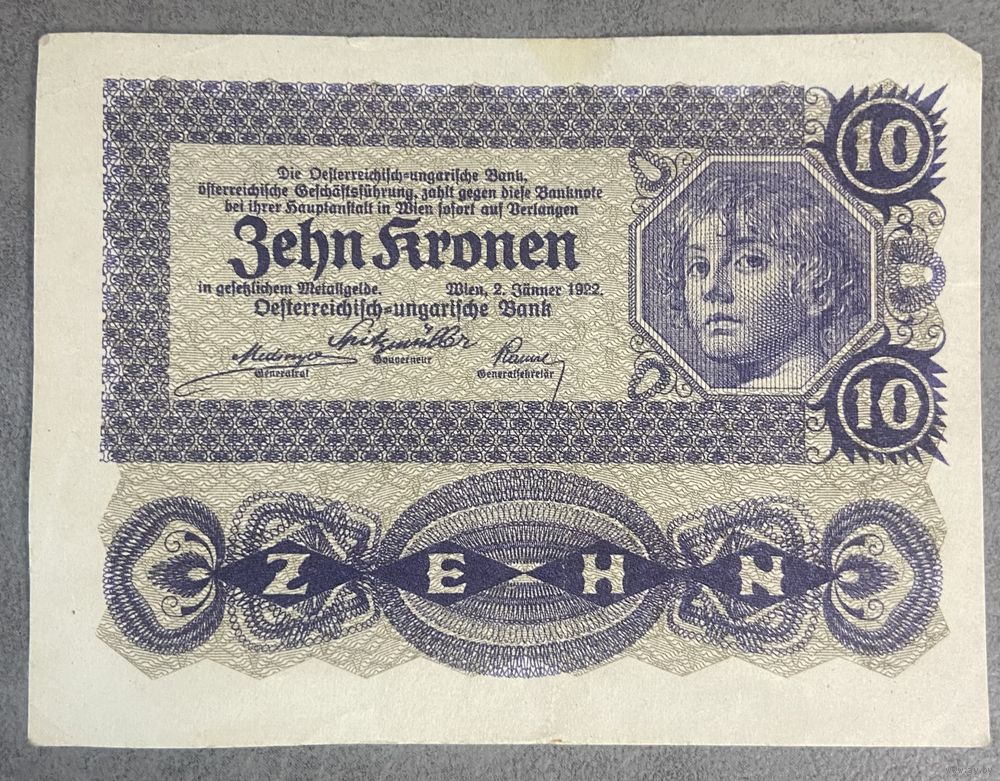 Die Oesterreichisch-ungarische Bank,
österreichische Geschäftsführung, zahlt gegen diese Banknote
bei ihrer Hauptanstalt in Wien sofort auf Verlangen
Zehn Kronen
in gesetzlichem Metallgelde. Wien, 2. Jänner 1922.
Oesterreichisch-ungarische Bank
Spitzmüller
Gouverneur
Generalrat
Generalsekretär
10
10
ZEHN